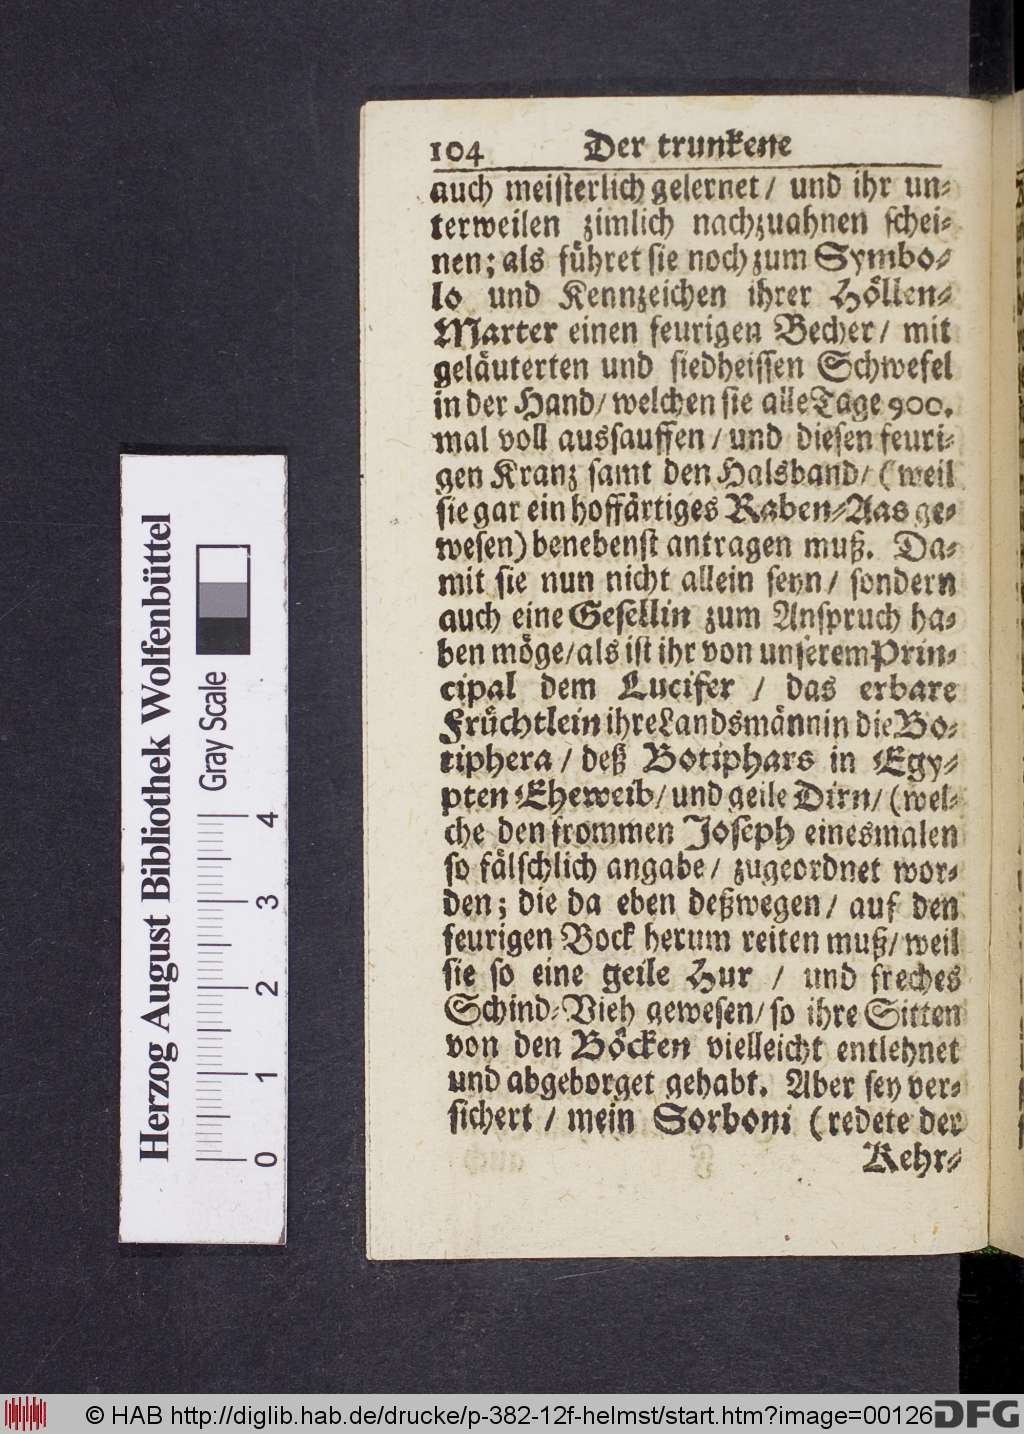 104 Der trunkene
auch meisterlich gelernet / und ihr un-
terweilen zimlich nachzuahnen schei-
nen; als führet sie noch zum Symbo-
lo und Kennzeichen ihrer Höllen-
Marter einen feurigen Becher / mit
geläuterten und siedheissen Schwefel
in der Hand / welchen sie alle Tage 900.
mal voll aussauffen / und diesen feuri-
gen Kranz samt den Halsband / (weil
sie gar ein hoffärtiges Raben-Aas ge-
wesen) benebenst antragen muß. Da-
mit sie nun nicht allein seyn / sondern
auch eine Gesellin zum Anspruch ha-
ben möge / als ist ihr von unserem Prin-
cipal dem Lucifer / das erbare
Früchtlein ihre Landsmännin die Bo-
tiphera / deß Botiphars in Egy-
pten Eheweib / und geile Dirn / (wel-
che den frommen Joseph einesmalen
so fälschlich angabe / zugeordnet wor-
den; die da eben deßwegen / auf den
feurigen Bock herum reiten muß / weil
sie so eine geile Hur / und freches
Schind-Vieh gewesen / so ihre Sitten
von den Böcken vielleicht entlehnet
und abgeborget gehabt. Aber sey ver-
sichert / mein Sorboni (redete der
Kehr-
Herzog August Bibliothek Wolfenbüttel
Gray Scale
0 1 2 3 4
© HAB http://diglib.hab.de/drucke/p-382-12f-helmst/start.htm?image=00126
DFG